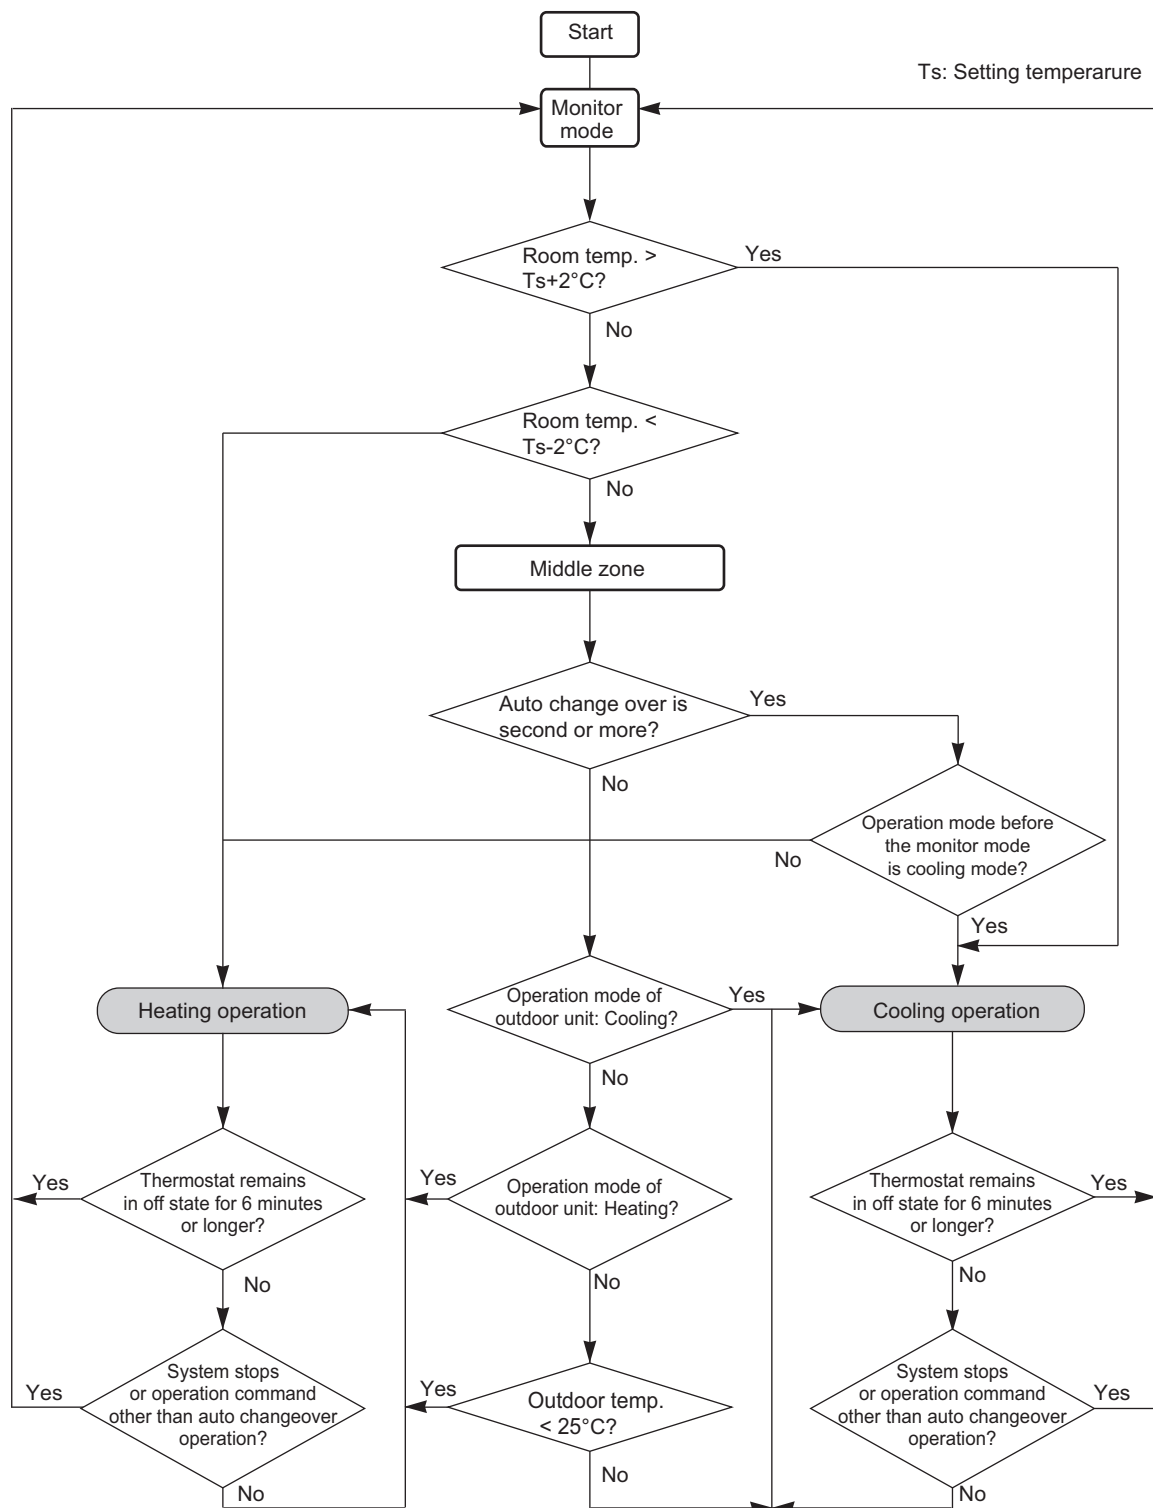 Start
Ts: Setting temperarure
Monitor
mode
Room temp. >
Ts+2°C?
Yes
No
Room temp. <
Ts-2°C?
No
Middle zone
Auto change over is
second or more?
Yes
No
Operation mode before
the monitor mode
is cooling mode?
No
Yes
Heating operation
Operation mode of
outdoor unit: Cooling?
Yes
Cooling operation
No
Yes
Thermostat remains
in off state for 6 minutes
or longer?
Yes
Operation mode of
outdoor unit: Heating?
Thermostat remains
in off state for 6 minutes
or longer?
Yes
No
No
No
Yes
System stops
or operation command
other than auto changeover
operation?
Yes
Outdoor temp.
< 25°C?
System stops
or operation command
other than auto changeover
operation?
Yes
No
No
No